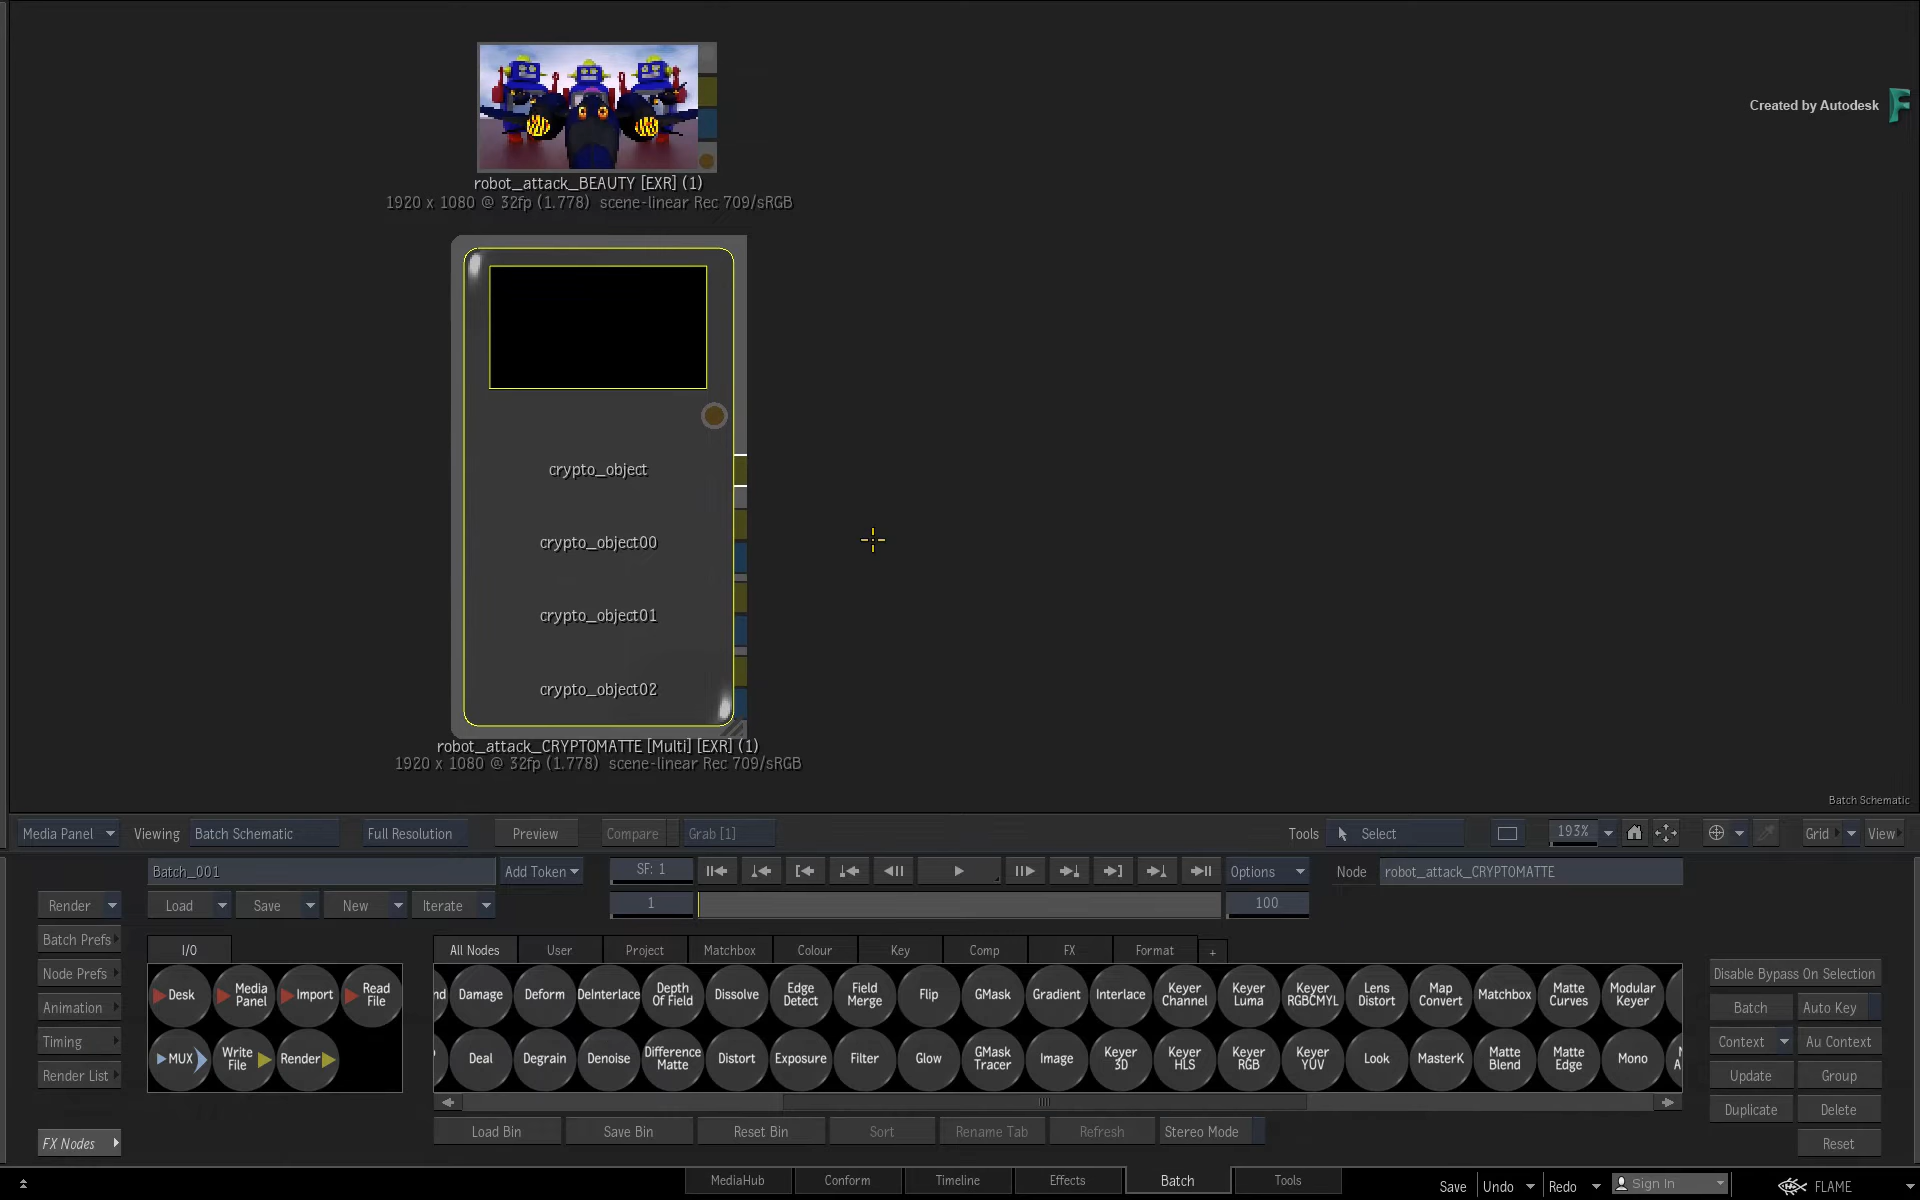 Created by Autodesk
robot_attack_BEAUTY [EXR] (1)
1920 x 1080 @ 32fp (1.778)  scene-linear Rec 709/sRGB
crypto_object
crypto_object00
crypto_object01
crypto_object02
robot_attack_CRYPTOMATTE [Multi] [EXR] (1)
1920 x 1080 @ 32fp (1.778)  scene-linear Rec 709/sRGB
Batch Schematic
Media Panel Viewing Batch Schematic Full Resolution Preview Compare Grab [1] Tools Select 193% Grid View
Batch_001 Add Token SF: 1 Options Node robot_attack_CRYPTOMATTE
Render Load Save New Iterate 1 100
Batch Prefs I/O All Nodes User Project Matchbox Colour Key Comp FX Format +
Node Prefs
Animation
Timing
Render List
FX Nodes
Desk Media Panel Import Read File
MUX Write File Render
nd Damage Deform DeInterlace Depth Of Field Dissolve Edge Detect Field Merge Flip GMask Gradient Interlace Keyer Channel Keyer Luma Keyer RGBCMYL Lens Distort Map Convert Matchbox Matte Curves Modular Keyer
Deal Degrain Denoise Difference Matte Distort Exposure Filter Glow GMask Tracer Image Keyer 3D Keyer HLS Keyer RGB Keyer YUV Look MasterK Matte Blend Matte Edge Mono
Load Bin Save Bin Reset Bin Sort Rename Tab Refresh Stereo Mode
Disable Bypass On Selection
Batch Auto Key
Context Au Context
Update Group
Duplicate Delete
Reset
MediaHub Conform Timeline Effects Batch Tools Save Undo Redo Sign In FLAME